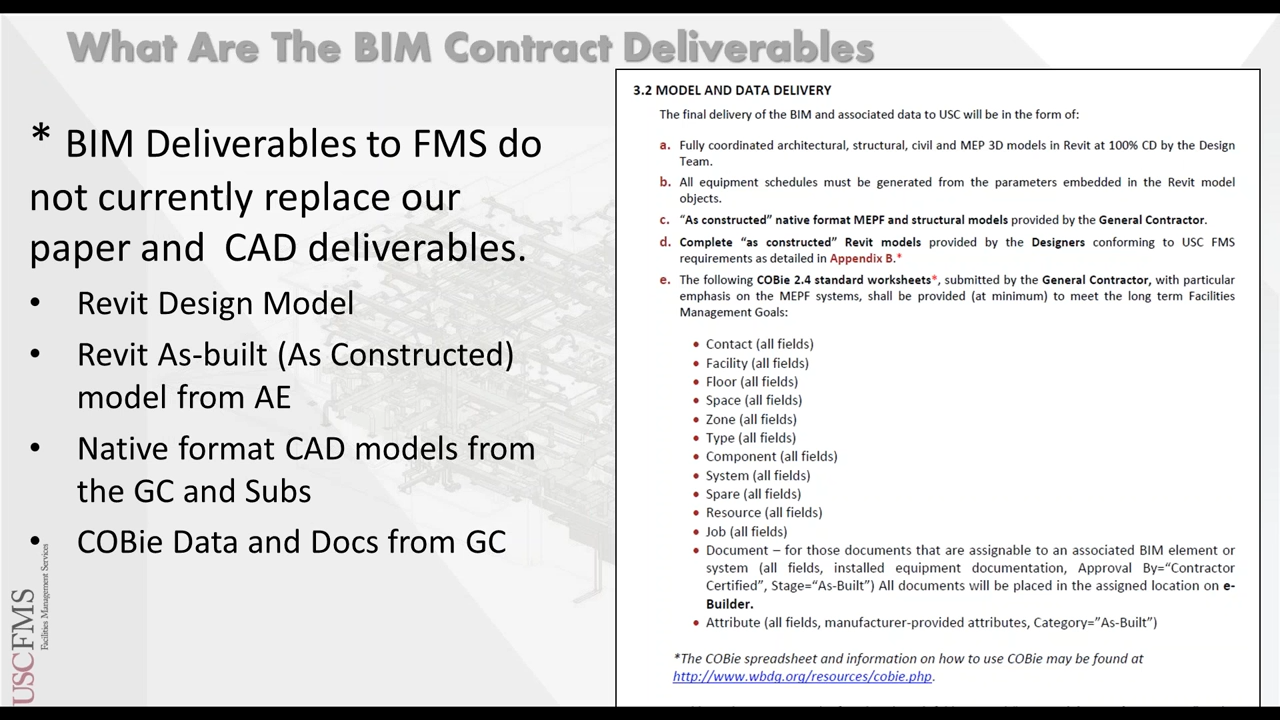 What Are The BIM Contract Deliverables
* BIM Deliverables to FMS do
not currently replace our
paper and CAD deliverables.
• Revit Design Model
• Revit As-built (As Constructed)
model from AE
• Native format CAD models from
the GC and Subs
• COBie Data and Docs from GC
USCFMS
Facilities Management Services
3.2 MODEL AND DATA DELIVERY
The final delivery of the BIM and associated data to USC will be in the form of:
a. Fully coordinated architectural, structural, civil and MEP 3D models in Revit at 100% CD by the Design
Team.
b. All equipment schedules must be generated from the parameters embedded in the Revit model
objects.
c. “As constructed” native format MEPF and structural models provided by the General Contractor.
d. Complete “as constructed” Revit models provided by the Designers conforming to USC FMS
requirements as detailed in Appendix B.*
e. The following COBie 2.4 standard worksheets*, submitted by the General Contractor, with particular
emphasis on the MEPF systems, shall be provided (at minimum) to meet the long term Facilities
Management Goals:
• Contact (all fields)
• Facility (all fields)
• Floor (all fields)
• Space (all fields)
• Zone (all fields)
• Type (all fields)
• Component (all fields)
• System (all fields)
• Spare (all fields)
• Resource (all fields)
• Job (all fields)
• Document – for those documents that are assignable to an associated BIM element or
system (all fields, installed equipment documentation, Approval By=“Contractor
Certified”, Stage=“As-Built”) All documents will be placed in the assigned location on e-
Builder.
• Attribute (all fields, manufacturer-provided attributes, Category=”As-Built”)
*The COBie spreadsheet and information on how to use COBie may be found at
http://www.wbdg.org/resources/cobie.php.